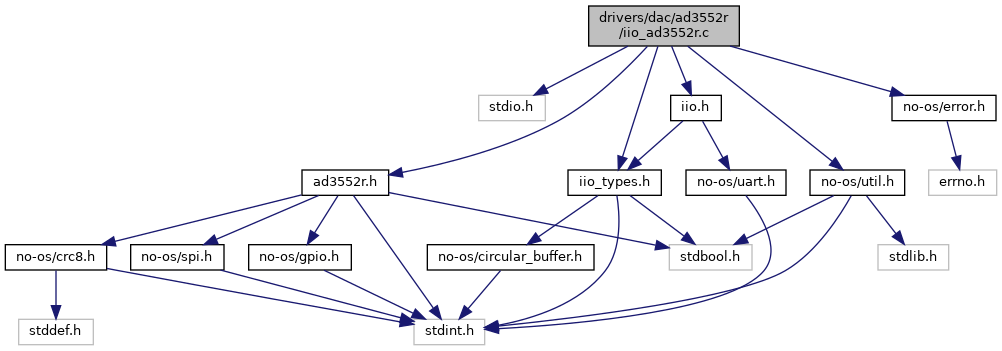 drivers/dac/ad3552r
/iio_ad3552r.c
stdio.h
iio.h
no-os/error.h
ad3552r.h
iio_types.h
no-os/uart.h
no-os/util.h
errno.h
no-os/crc8.h
no-os/spi.h
no-os/gpio.h
no-os/circular_buffer.h
stdbool.h
stdlib.h
stddef.h
stdint.h